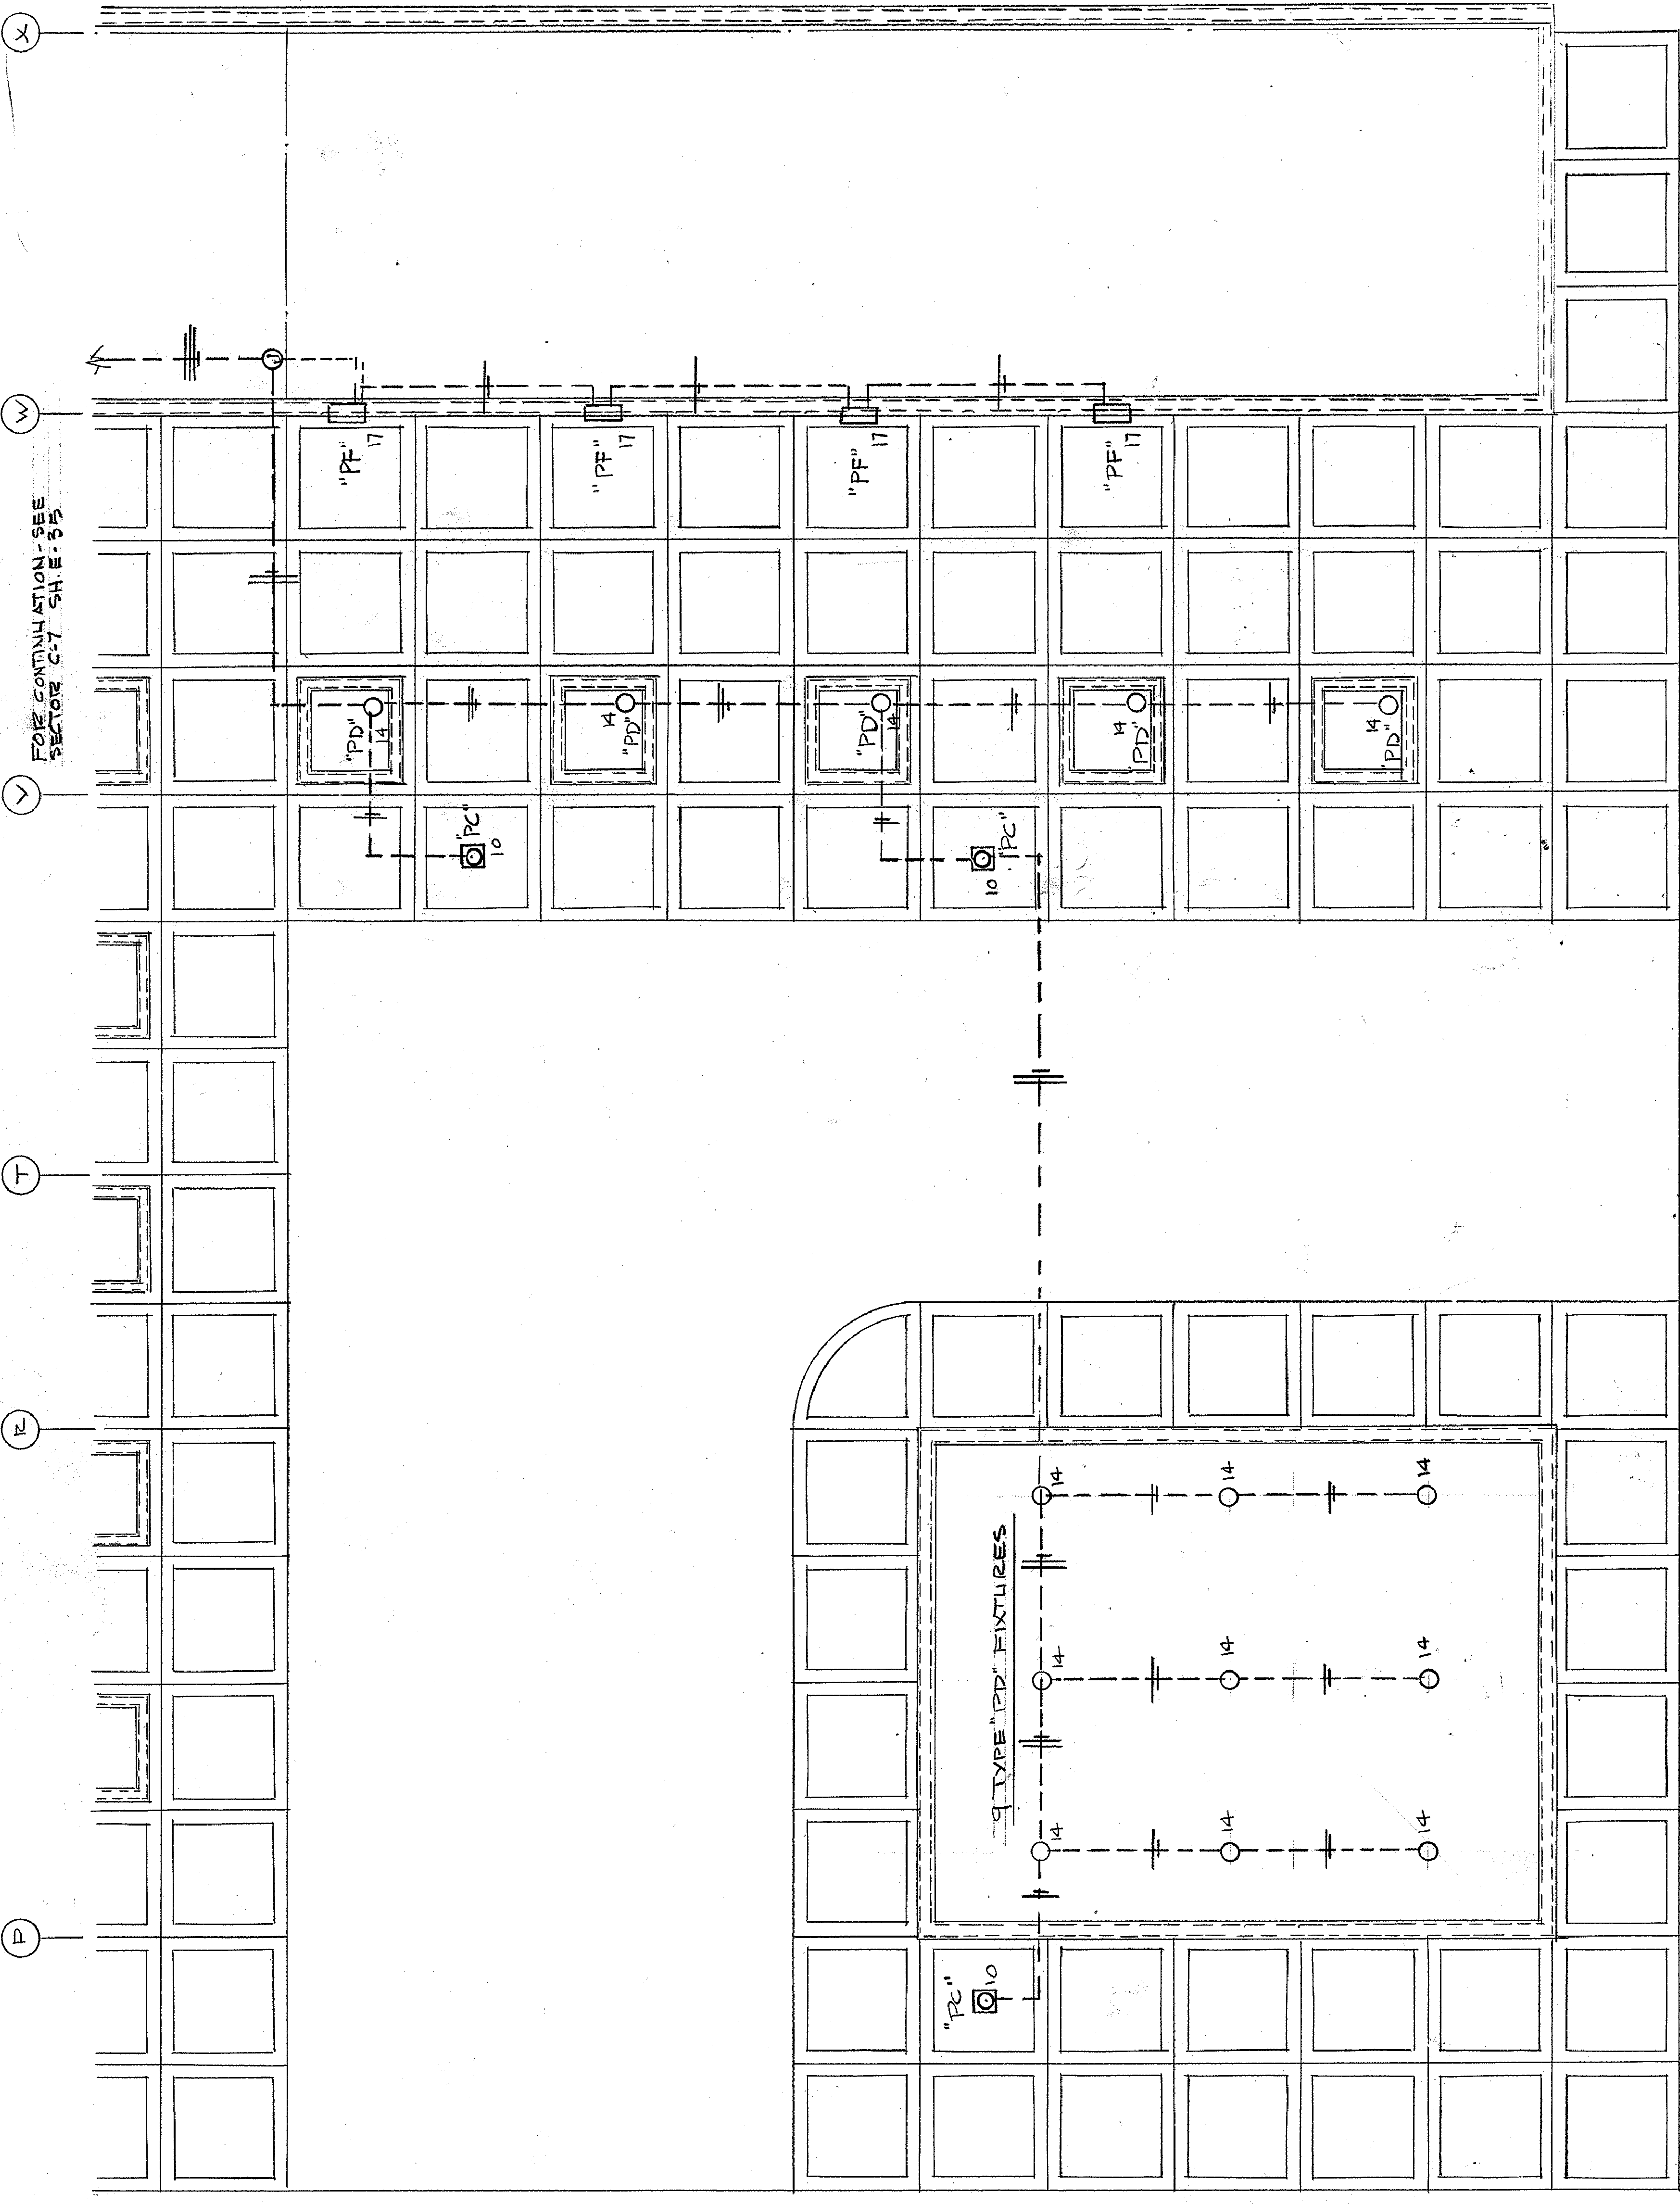 X
W
V
T
R
P
FOR CONTINUATION-SEE
SECTOR C-7 SH.E-35
J
"PF"
17
"PF"
17
"PF"
17
"PF"
17
"PD"
14
14
"PD"
"PD"
14
14
"PD"
14
"PD"
"PC"
10
"PC"
10
9 TYPE "PD" FIXTURES
14
14
14
14
14
14
14
14
14
"PC"
10